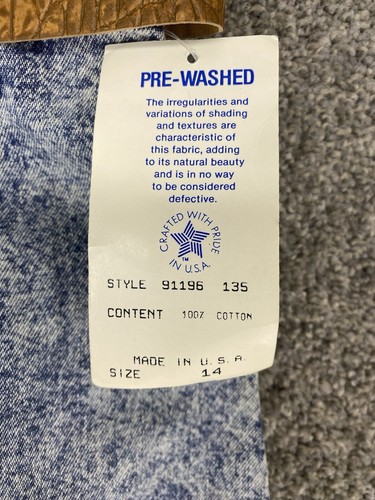 PRE-WASHED
The irregularities and
variations of shading
and textures are
characteristic of
this fabric, adding
to its natural beauty
and is in no way
to be considered
defective.
CRAFTED WITH PRIDE
IN U.S.A.
TM
STYLE 91196 135
CONTENT 100% COTTON
MADE IN U.S.A.
SIZE 14